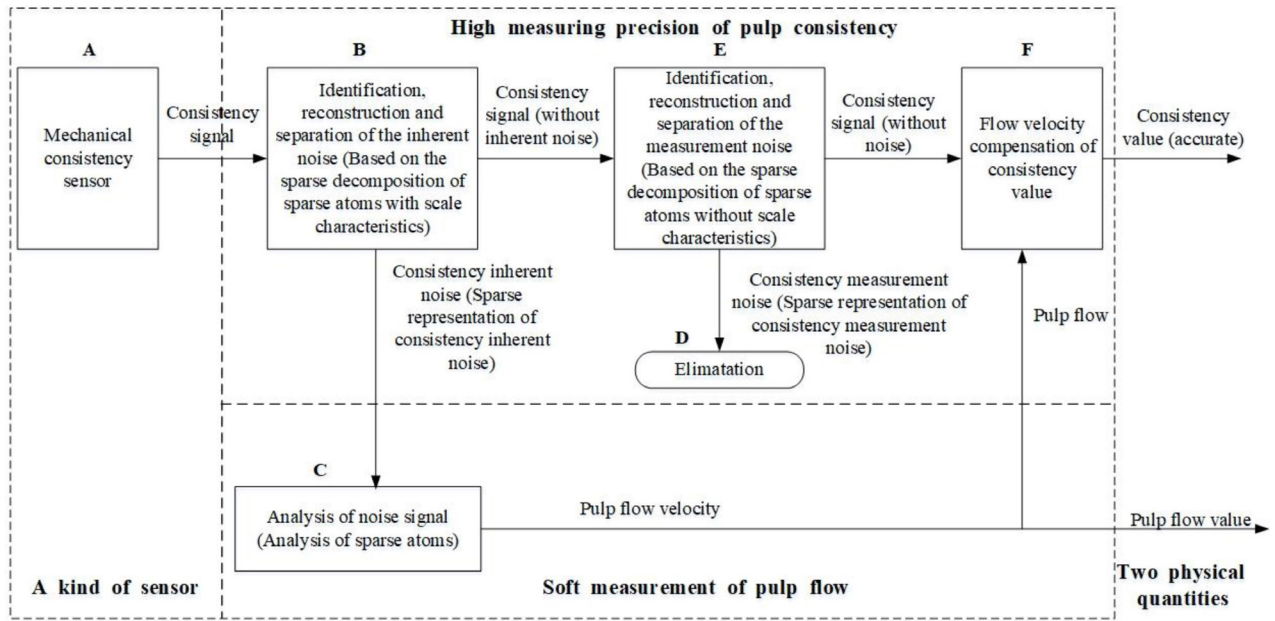 High measuring precision of pulp consistency
A
Mechanical
consistency
sensor
Consistency
signal
B
Identification,
reconstruction and
separation of the inherent
noise (Based on the
sparse decomposition of
sparse atoms with scale
characteristics)
Consistency
signal (without
inherent noise)
E
Identification,
reconstruction and
separation of the
measurement noise
(Based on the sparse
decomposition of sparse
atoms without scale
characteristics)
Consistency
signal (without
noise)
F
Flow velocity
compensation of
consistency
value
Consistency
value (accurate)
Consistency inherent
noise (Sparse
representation of
consistency inherent
noise)
Consistency measurement
noise (Sparse representation of
consistency measurement
noise)
D
Elimatation
Pulp flow
C
Analysis of noise signal
(Analysis of sparse atoms)
Pulp flow velocity
Pulp flow value
A kind of sensor
Soft measurement of pulp flow
Two physical
quantities